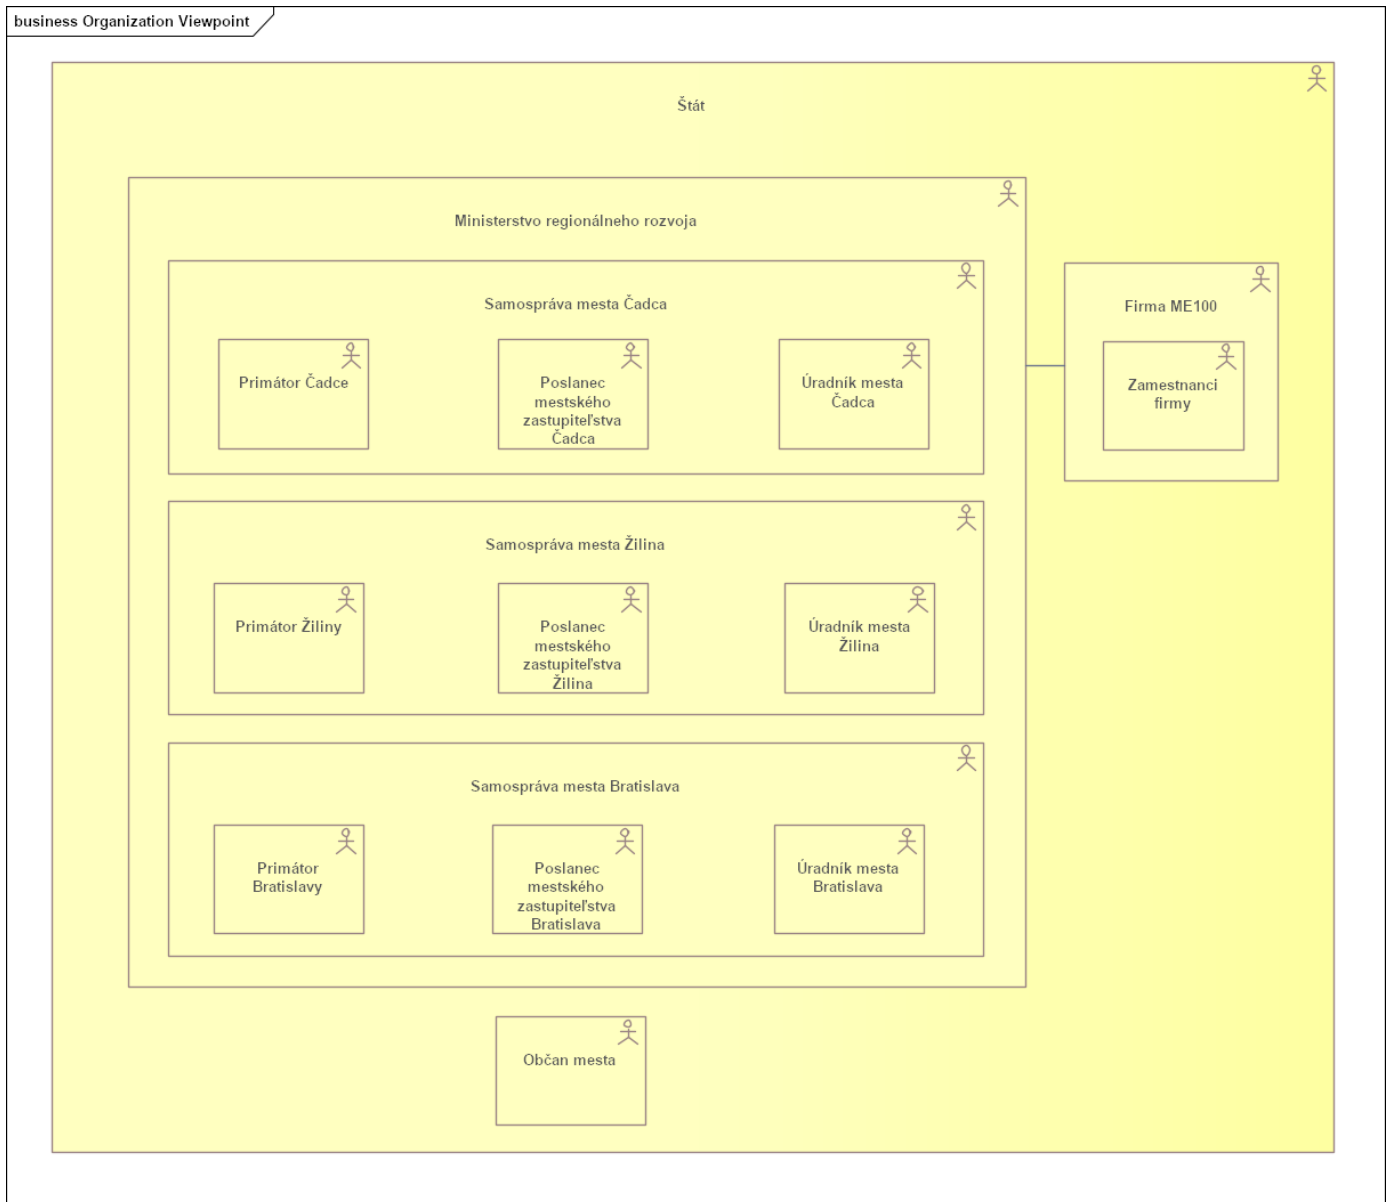 business Organization Viewpoint
Štát
Ministerstvo regionálneho rozvoja
Samospráva mesta Čadca
Primátor Čadce
Poslanec
mestského
zastupiteľstva
Čadca
Úradník mesta
Čadca
Firma ME100
Zamestnanci
firmy
Samospráva mesta Žilina
Primátor Žiliny
Poslanec
mestského
zastupiteľstva
Žilina
Úradník mesta
Žilina
Samospráva mesta Bratislava
Primátor
Bratislavy
Poslanec
mestského
zastupiteľstva
Bratislava
Úradník mesta
Bratislava
Občan mesta